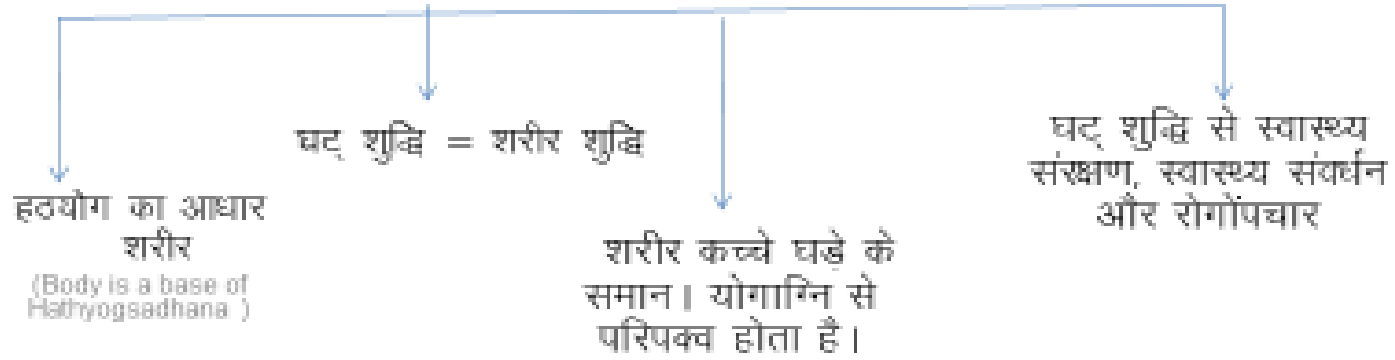 हठयोग का आधार
शरीर
(Body is a base of
Hathyogsadhana )
घट् शुद्धि = शरीर शुद्धि
शरीर कच्चे घडे के
समान। योगाग्नि से
परिपक्व होता है।
घट् शुद्धि से स्वास्थ्य
संरक्षण, स्वास्थ्य संवर्धन
और रोगोंपचार